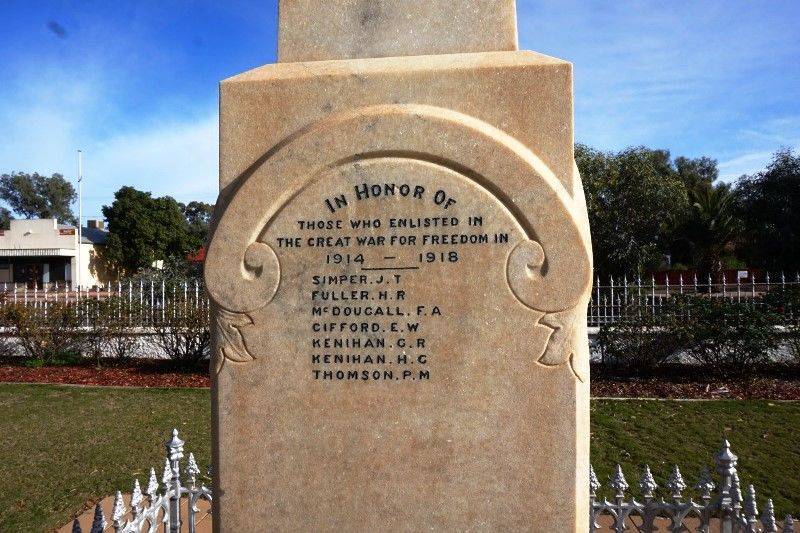 IN HONOR OF
THOSE WHO ENLISTED IN
THE GREAT WAR FOR FREEDOM IN
1914 – 1918
SIMPER. J. T
FULLER. H. R
McDOUGALL. F. A
GIFFORD. E. W
KENIHAN. G. R
KENIHAN. H. G
THOMSON. P. M